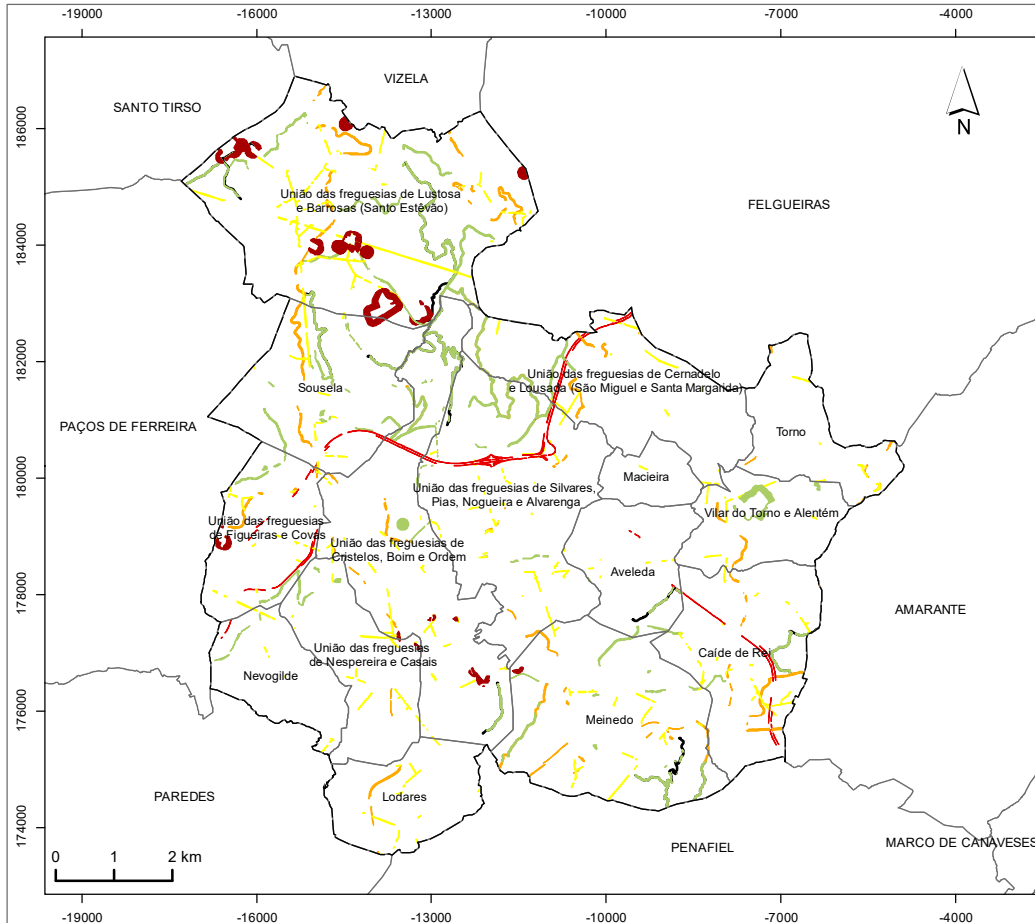 -19000
-16000
-13000
-10000
-7000
-4000
VIZELA
SANTO TIRSO
N
186000
União das freguesias de Lustosa
e Barrosas (Santo Estêvão)
FELGUEIRAS
184000
182000
União das freguesias de Cernadelo
e Lousada (São Miguel e Santa Margarida)
Sousela
PAÇOS DE FERREIRA
Torno
180000
Macieira
União das freguesias de Silvares,
Pias, Nogueira e Alvarenga
Vilar do Torno e Alentém
União das freguesias
de Figueiras e Covas
União das freguesias de
Cristelos, Boim e Ordem
Aveleda
178000
AMARANTE
União das freguesias
de Nespereira e Casais
Caíde de Rei
Nevogilde
176000
Meinedo
PAREDES
Lodares
174000
PENAFIEL
MARCO DE CANAVESES
0 1 2 km
-19000
-16000
-13000
-10000
-7000
-4000